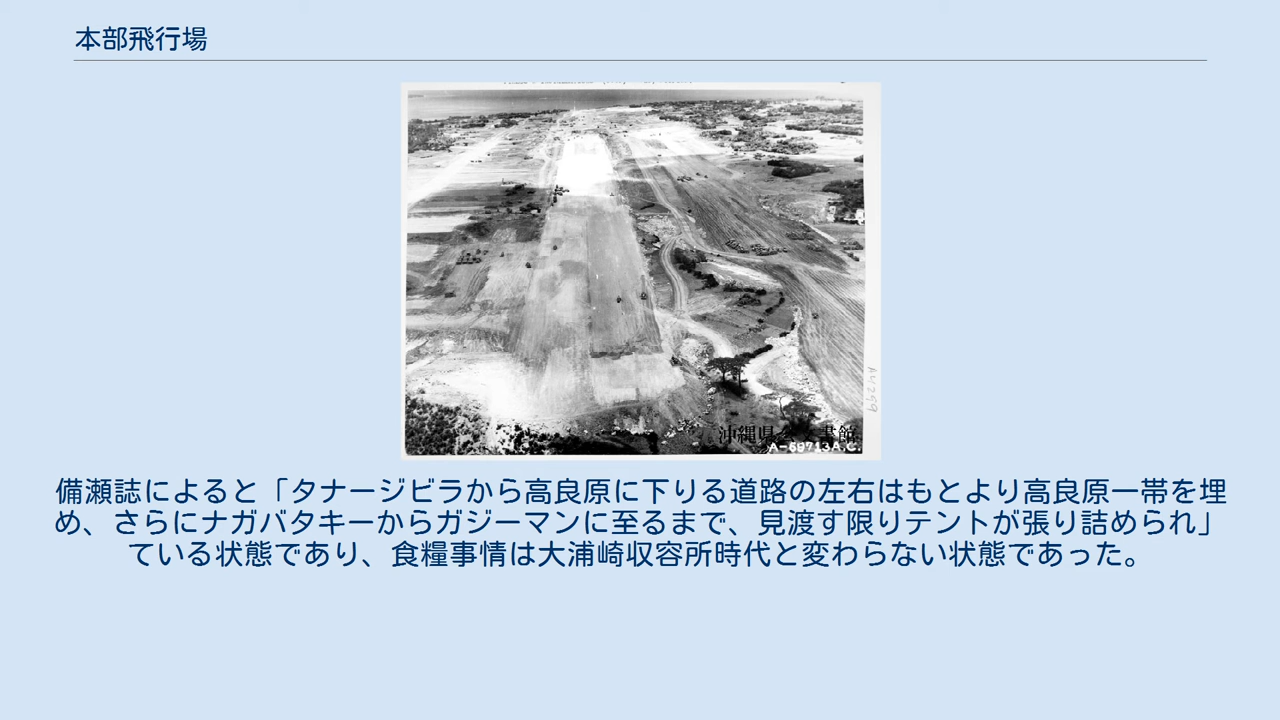 本部飛行場
沖縄県公文書館
A-68713A.C.
備瀬誌によると「タナージビラから高良原に下りる道路の左右はもとより高良原一帯を埋
め、さらにナガバタキーからガジーマンに至るまで、見渡す限りテントが張り詰められ」
ている状態であり、食糧事情は大浦崎収容所時代と変わらない状態であった。